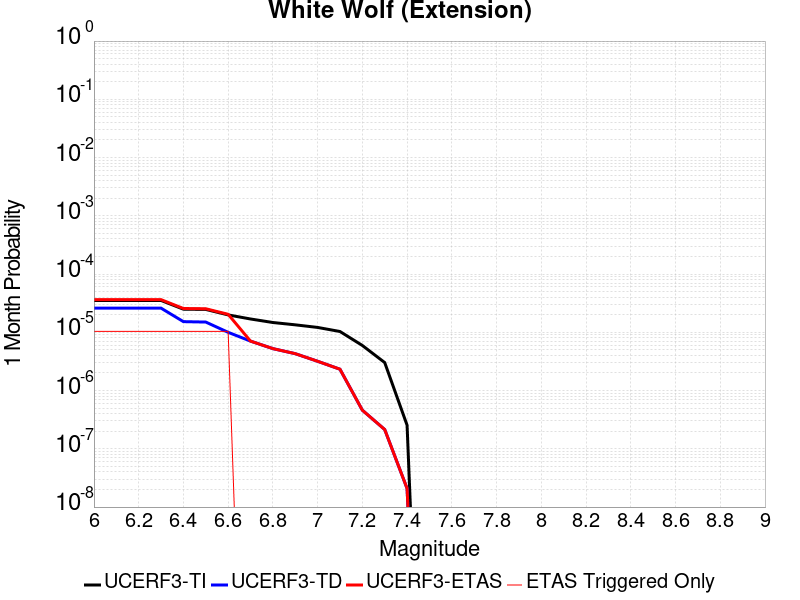 White Wolf (Extension)
1 Month Probability
10^0
10^-1
10^-2
10^-3
10^-4
10^-5
10^-6
10^-7
10^-8
6 6.2 6.4 6.6 6.8 7 7.2 7.4 7.6 7.8 8 8.2 8.4 8.6 8.8 9
Magnitude
UCERF3-TI UCERF3-TD UCERF3-ETAS ETAS Triggered Only